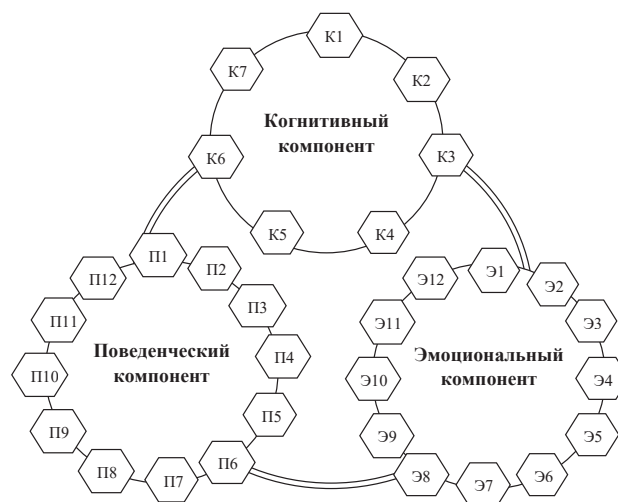 К1
К7
К2
Когнитивный
компонент
К6
К3
К5
К4
П1
П2
П12
П3
П11
Поведенческий
компонент
П4
П10
П5
П9
П6
П8
П7
Э1
Э2
Э12
Э3
Э11
Эмоциональный
компонент
Э10
Э4
Э9
Э5
Э8
Э6
Э7